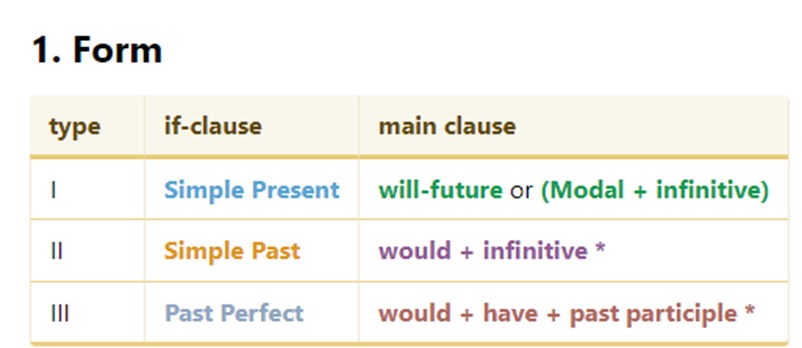 1. Form
type if-clause main clause
I Simple Present will-future or (Modal + infinitive)
II Simple Past would + infinitive *
III Past Perfect would + have + past participle *